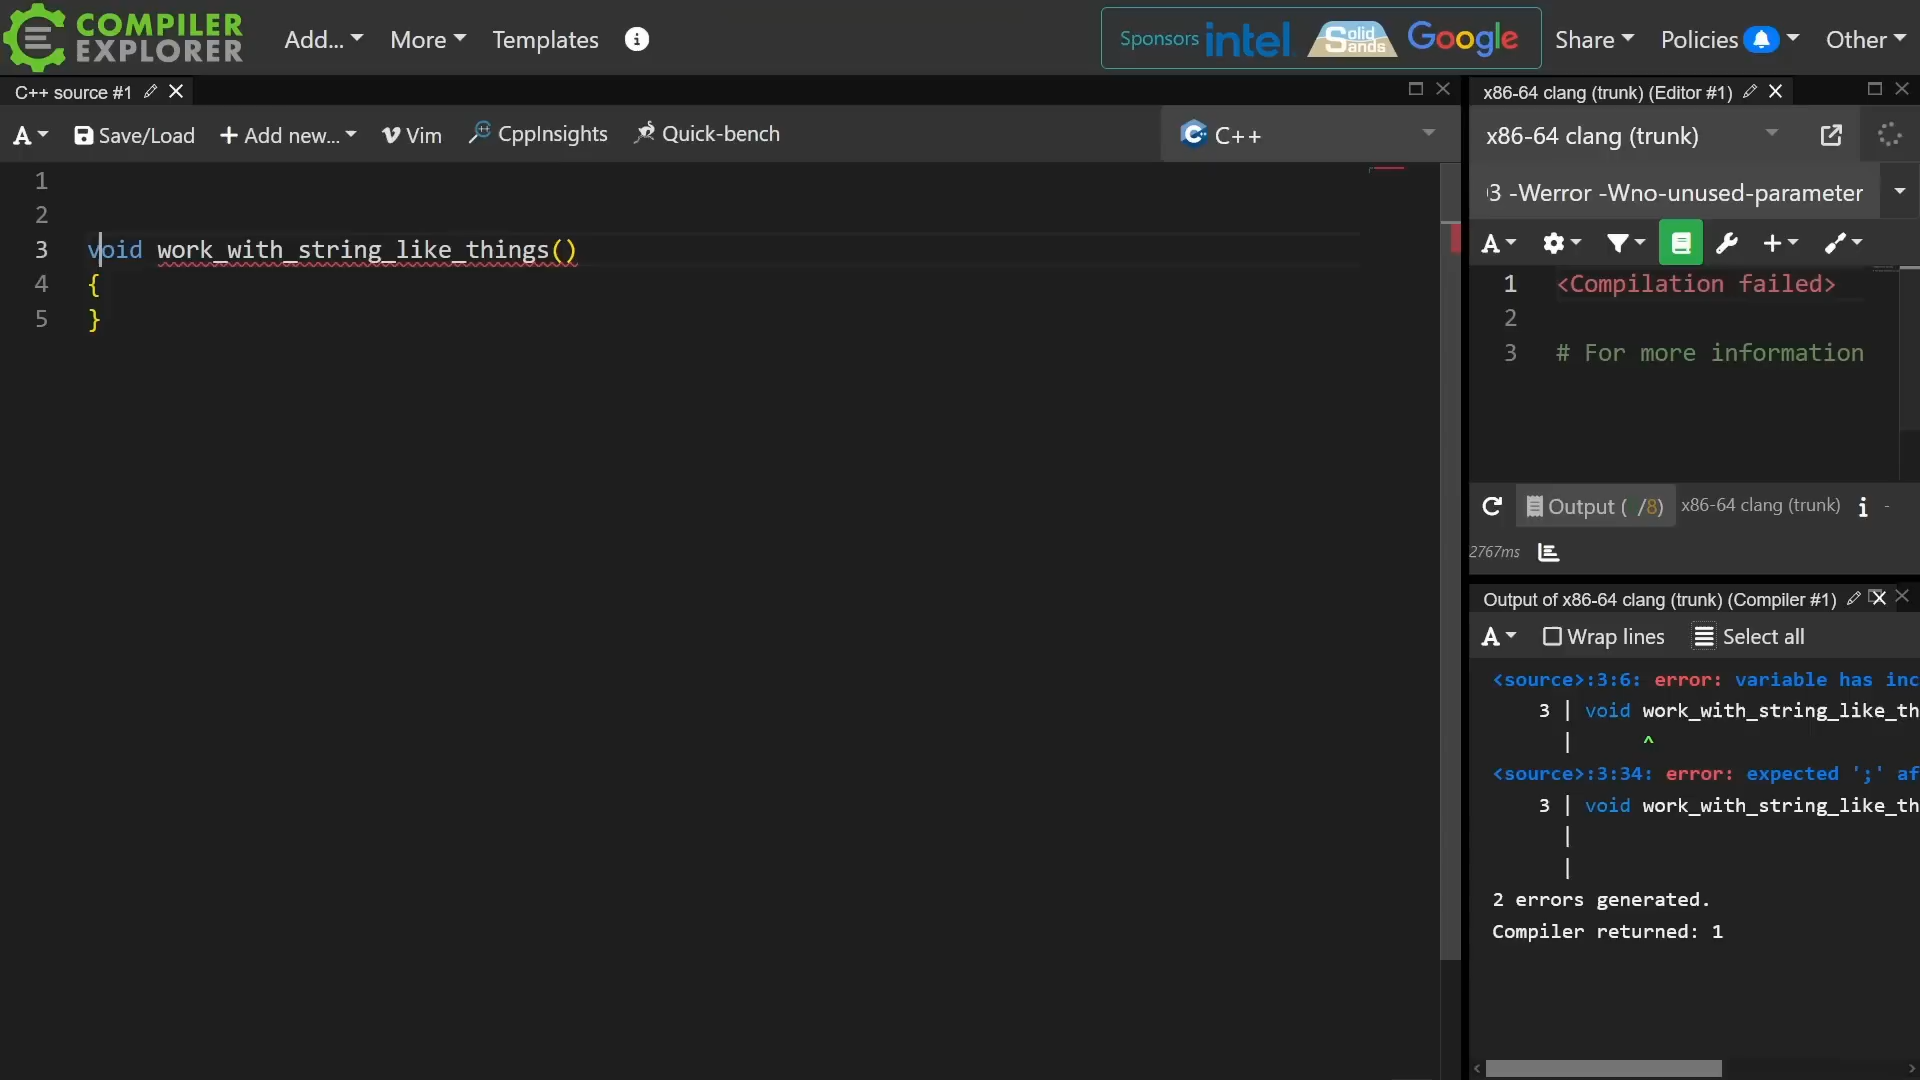 COMPILER
EXPLORER
Add...
More
Templates
Sponsors intel Solid Sands Google
Share
Policies
Other
C++ source #1
A
Save/Load
+ Add new...
Vim
CppInsights
Quick-bench
C++
1
2
3 void work_with_string_like_things()
4 {
5 }
x86-64 clang (trunk) (Editor #1)
x86-64 clang (trunk)
3 -Werror -Wno-unused-parameter
A
1 <Compilation failed>
2
3 # For more information
Output ( /8) x86-64 clang (trunk) i -
2767ms
Output of x86-64 clang (trunk) (Compiler #1)
A Wrap lines Select all
<source>:3:6: error: variable has inc
3 | void work_with_string_like_th
| ^
<source>:3:34: error: expected ';' af
3 | void work_with_string_like_th
|
|
2 errors generated.
Compiler returned: 1